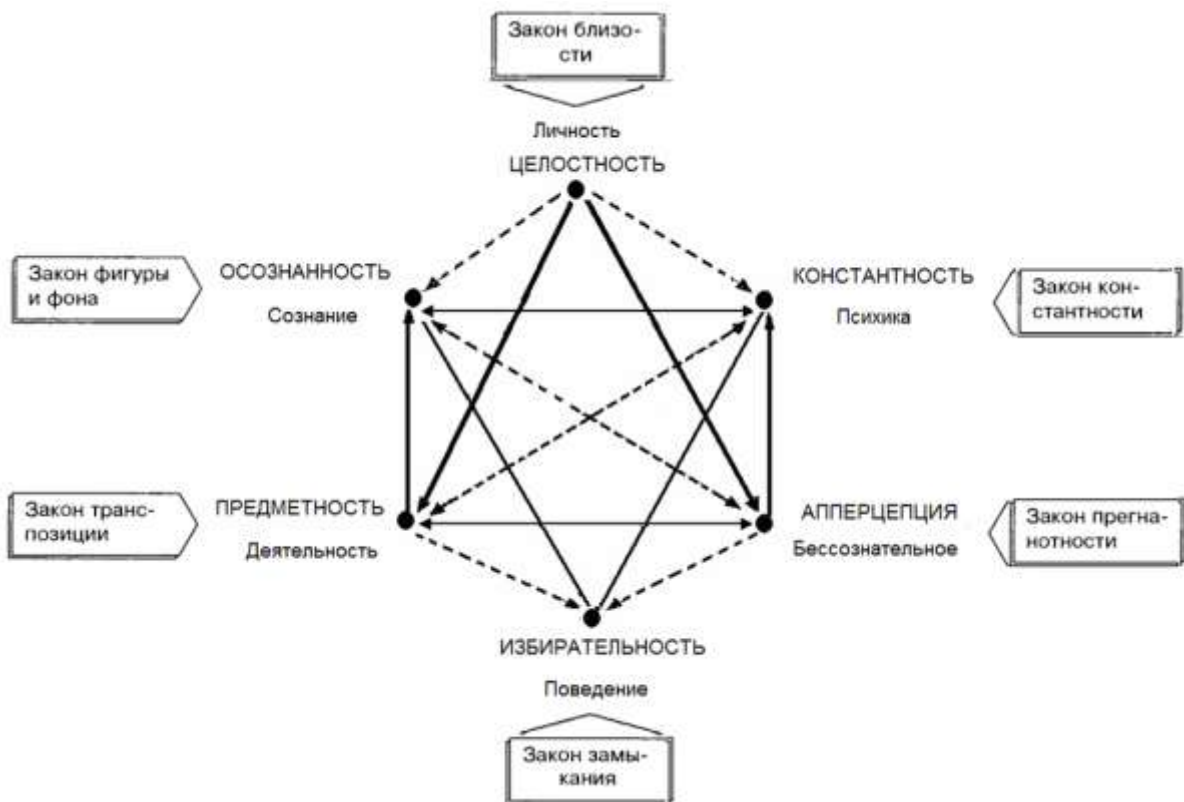 Закон близо-
сти
Личность
ЦЕЛОСТНОСТЬ
Закон фигуры
и фона
ОСОЗНАННОСТЬ
Сознание
КОНСТАНТНОСТЬ
Психика
Закон кон-
стантности
Закон транс-
позиции
ПРЕДМЕТНОСТЬ
Деятельность
АППЕРЦЕПЦИЯ
Бессознательное
Закон прегна-
нотности
ИЗБИРАТЕЛЬНОСТЬ
Поведение
Закон замы-
кания